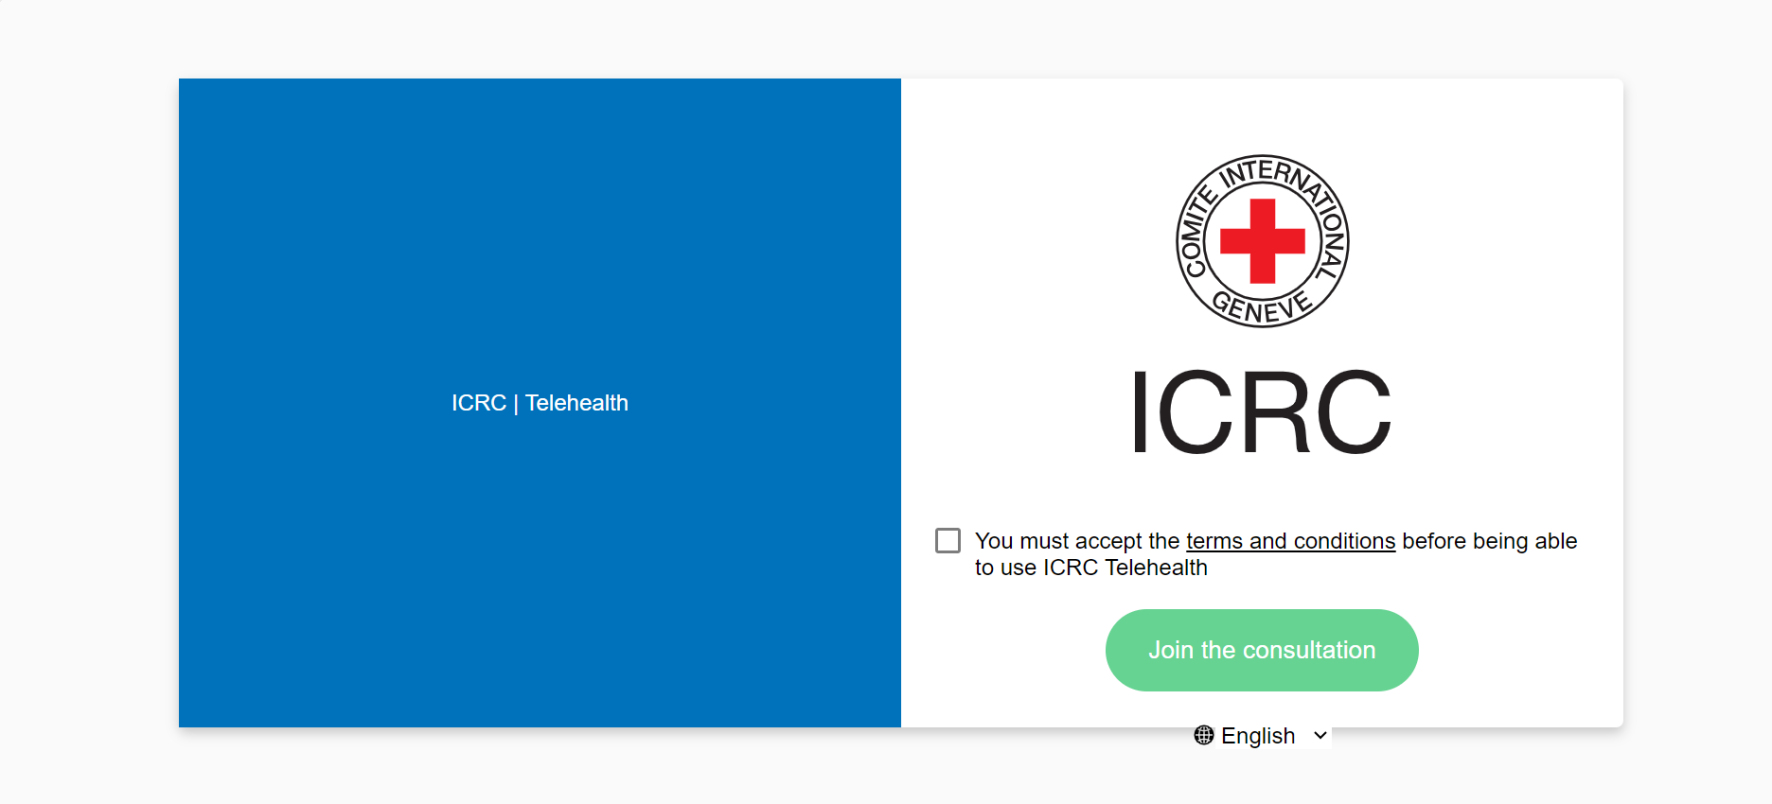 ICRC | Telehealth
COMITE INTERNATIONAL
GENEVE
ICRC
You must accept the terms and conditions before being able
to use ICRC Telehealth
Join the consultation
English